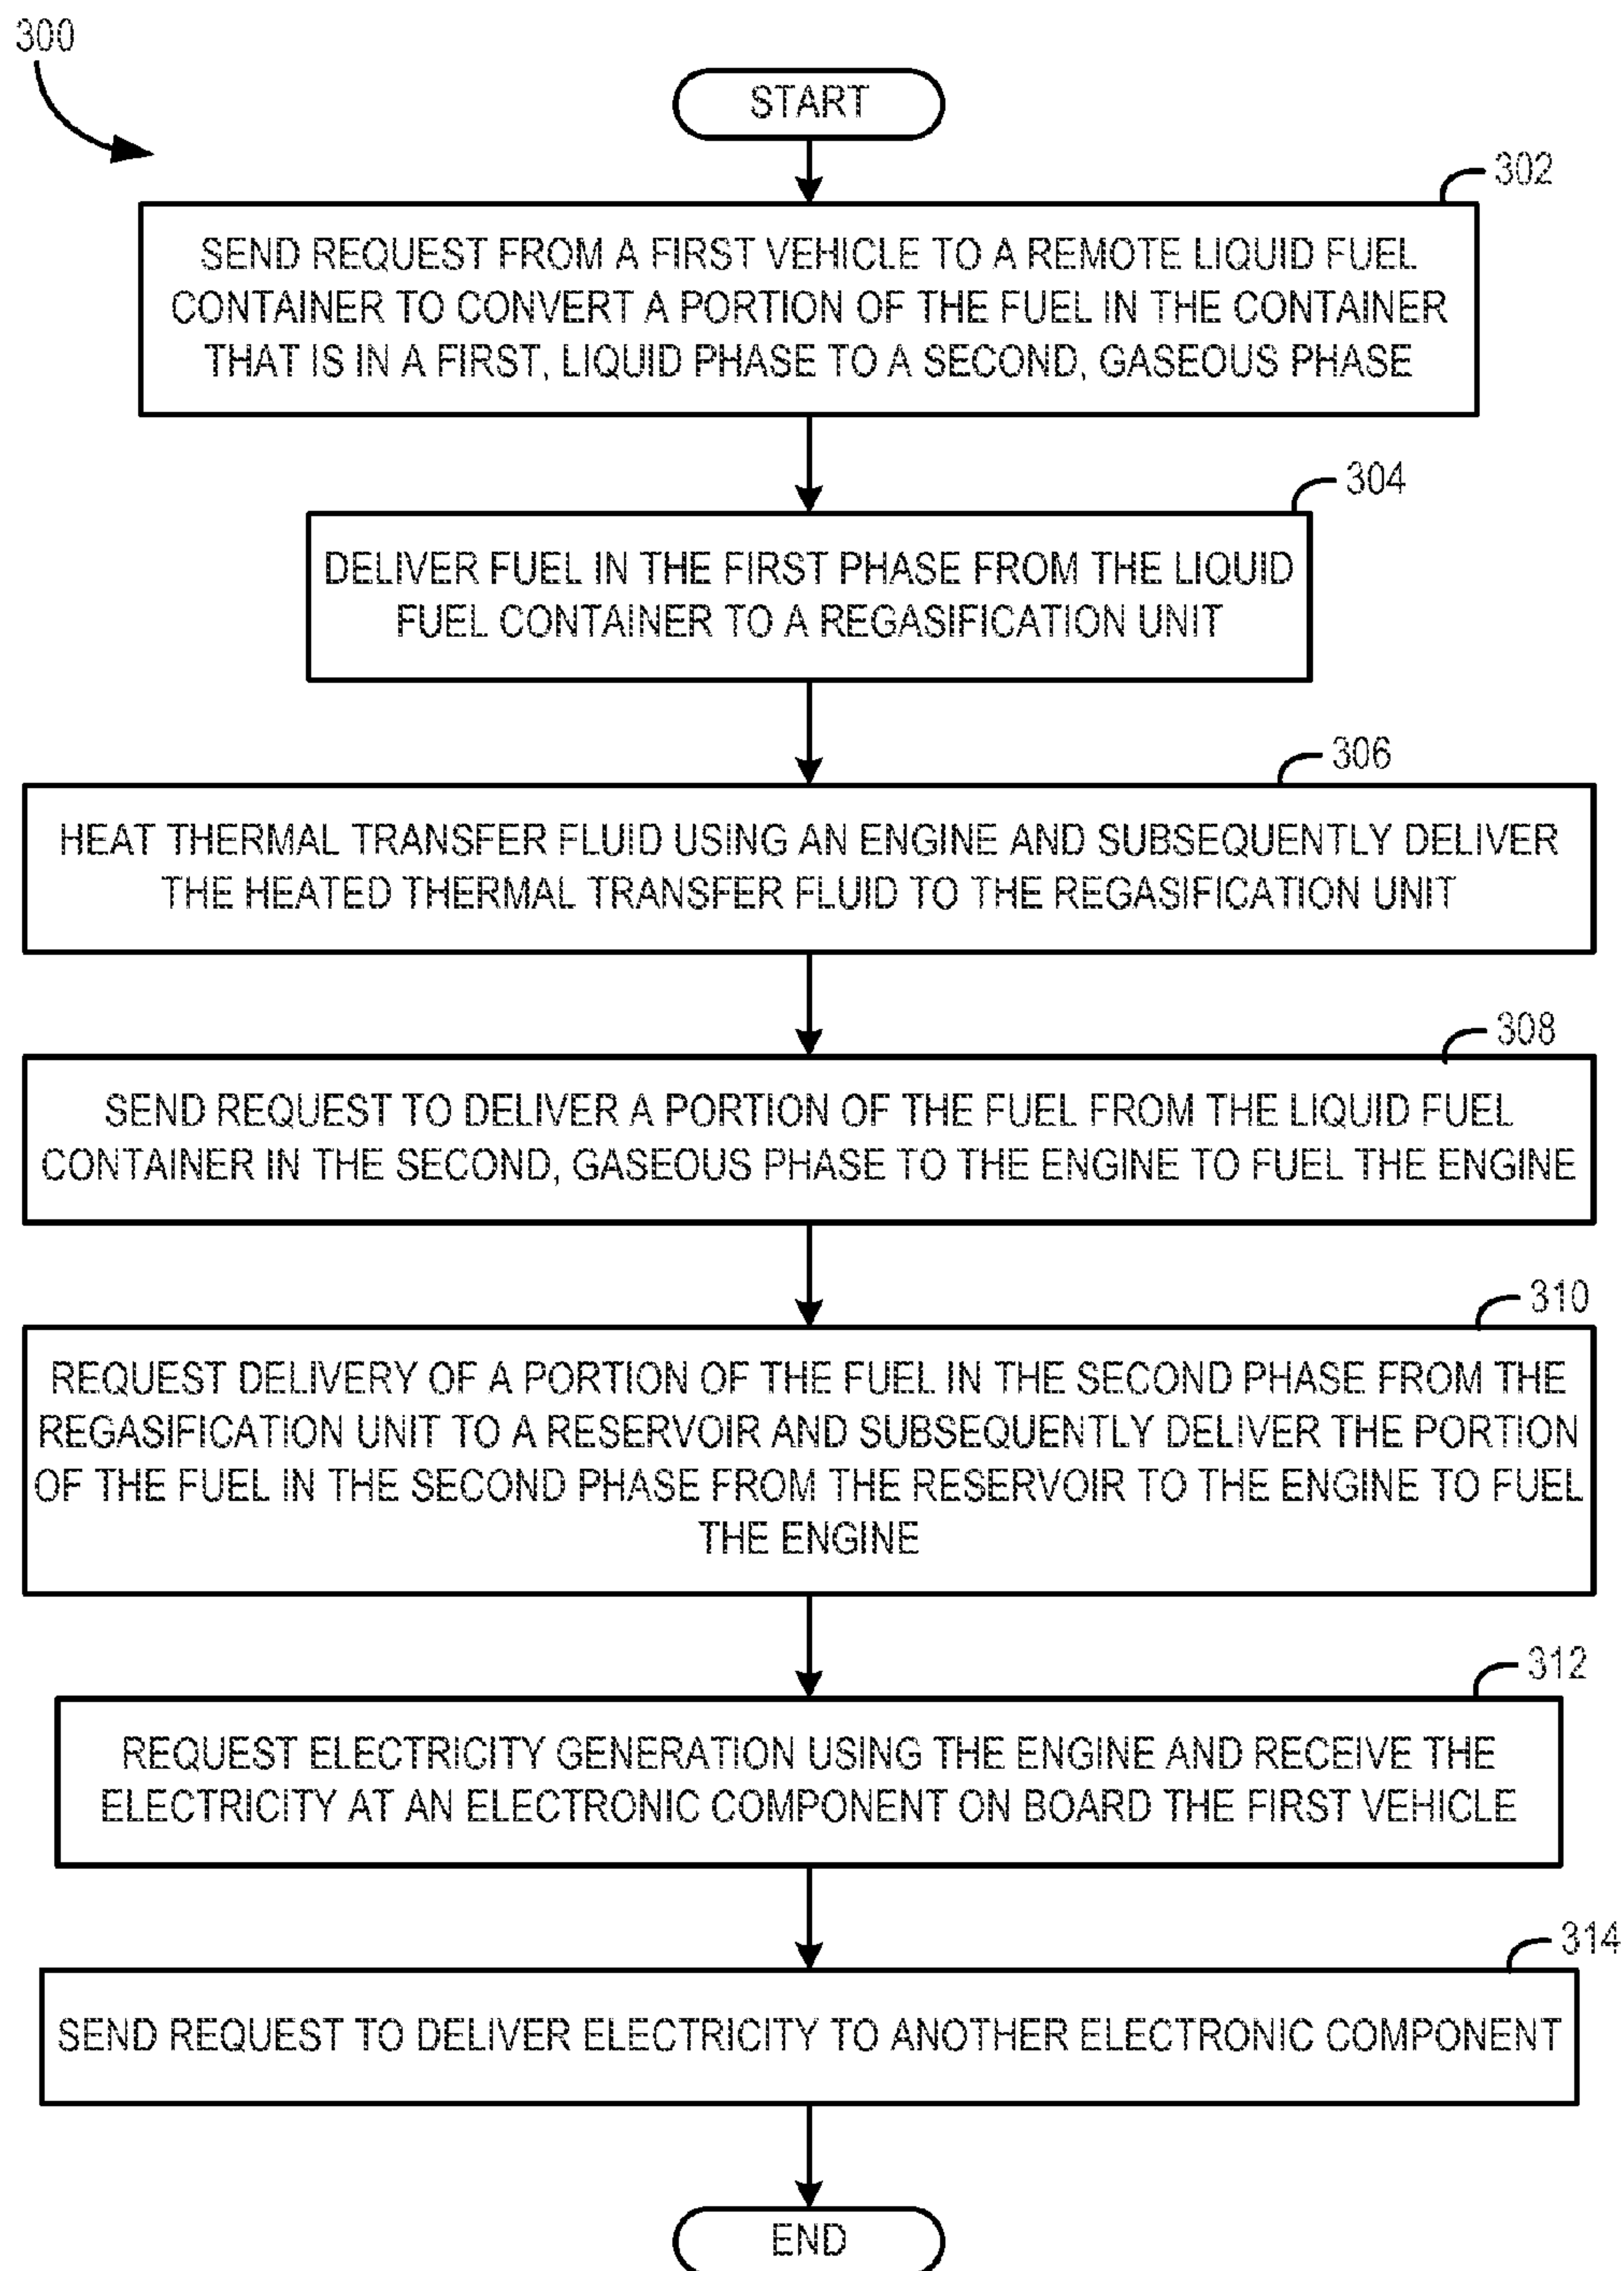 300
START
302
SEND REQUEST FROM A FIRST VEHICLE TO A REMOTE LIQUID FUEL
CONTAINER TO CONVERT A PORTION OF THE FUEL IN THE CONTAINER
THAT IS IN A FIRST, LIQUID PHASE TO A SECOND, GASEOUS PHASE
304
DELIVER FUEL IN THE FIRST PHASE FROM THE LIQUID
FUEL CONTAINER TO A REGASIFICATION UNIT
306
HEAT THERMAL TRANSFER FLUID USING AN ENGINE AND SUBSEQUENTLY DELIVER
THE HEATED THERMAL TRANSFER FLUID TO THE REGASIFICATION UNIT
308
SEND REQUEST TO DELIVER A PORTION OF THE FUEL FROM THE LIQUID FUEL
CONTAINER IN THE SECOND, GASEOUS PHASE TO THE ENGINE TO FUEL THE ENGINE
310
REQUEST DELIVERY OF A PORTION OF THE FUEL IN THE SECOND PHASE FROM THE
REGASIFICATION UNIT TO A RESERVOIR AND SUBSEQUENTLY DELIVER THE PORTION
OF THE FUEL IN THE SECOND PHASE FROM THE RESERVOIR TO THE ENGINE TO FUEL
THE ENGINE
312
REQUEST ELECTRICITY GENERATION USING THE ENGINE AND RECEIVE THE
ELECTRICITY AT AN ELECTRONIC COMPONENT ON BOARD THE FIRST VEHICLE
314
SEND REQUEST TO DELIVER ELECTRICITY TO ANOTHER ELECTRONIC COMPONENT
END